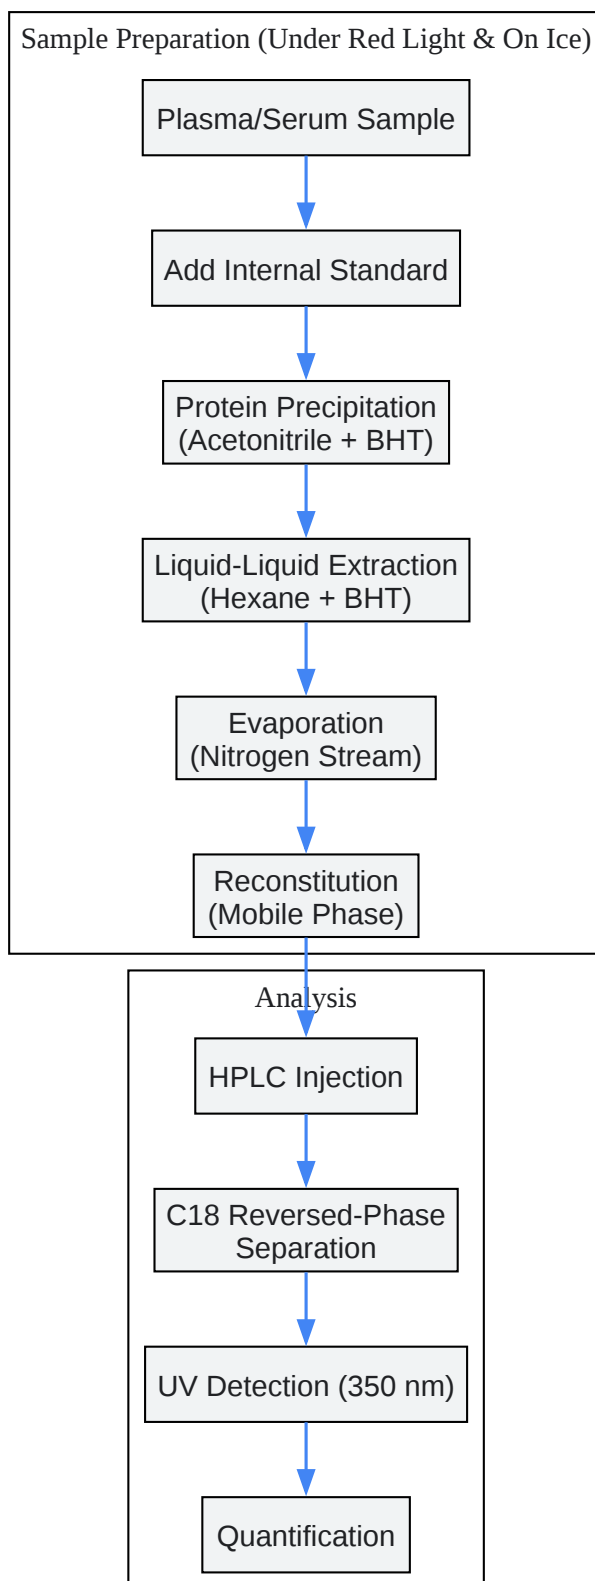 Sample Preparation (Under Red Light & On Ice)
Plasma/Serum Sample
Add Internal Standard
Protein Precipitation
(Acetonitrile + BHT)
Liquid-Liquid Extraction
(Hexane + BHT)
Evaporation
(Nitrogen Stream)
Reconstitution
(Mobile Phase)
Analysis
HPLC Injection
C18 Reversed-Phase
Separation
UV Detection (350 nm)
Quantification